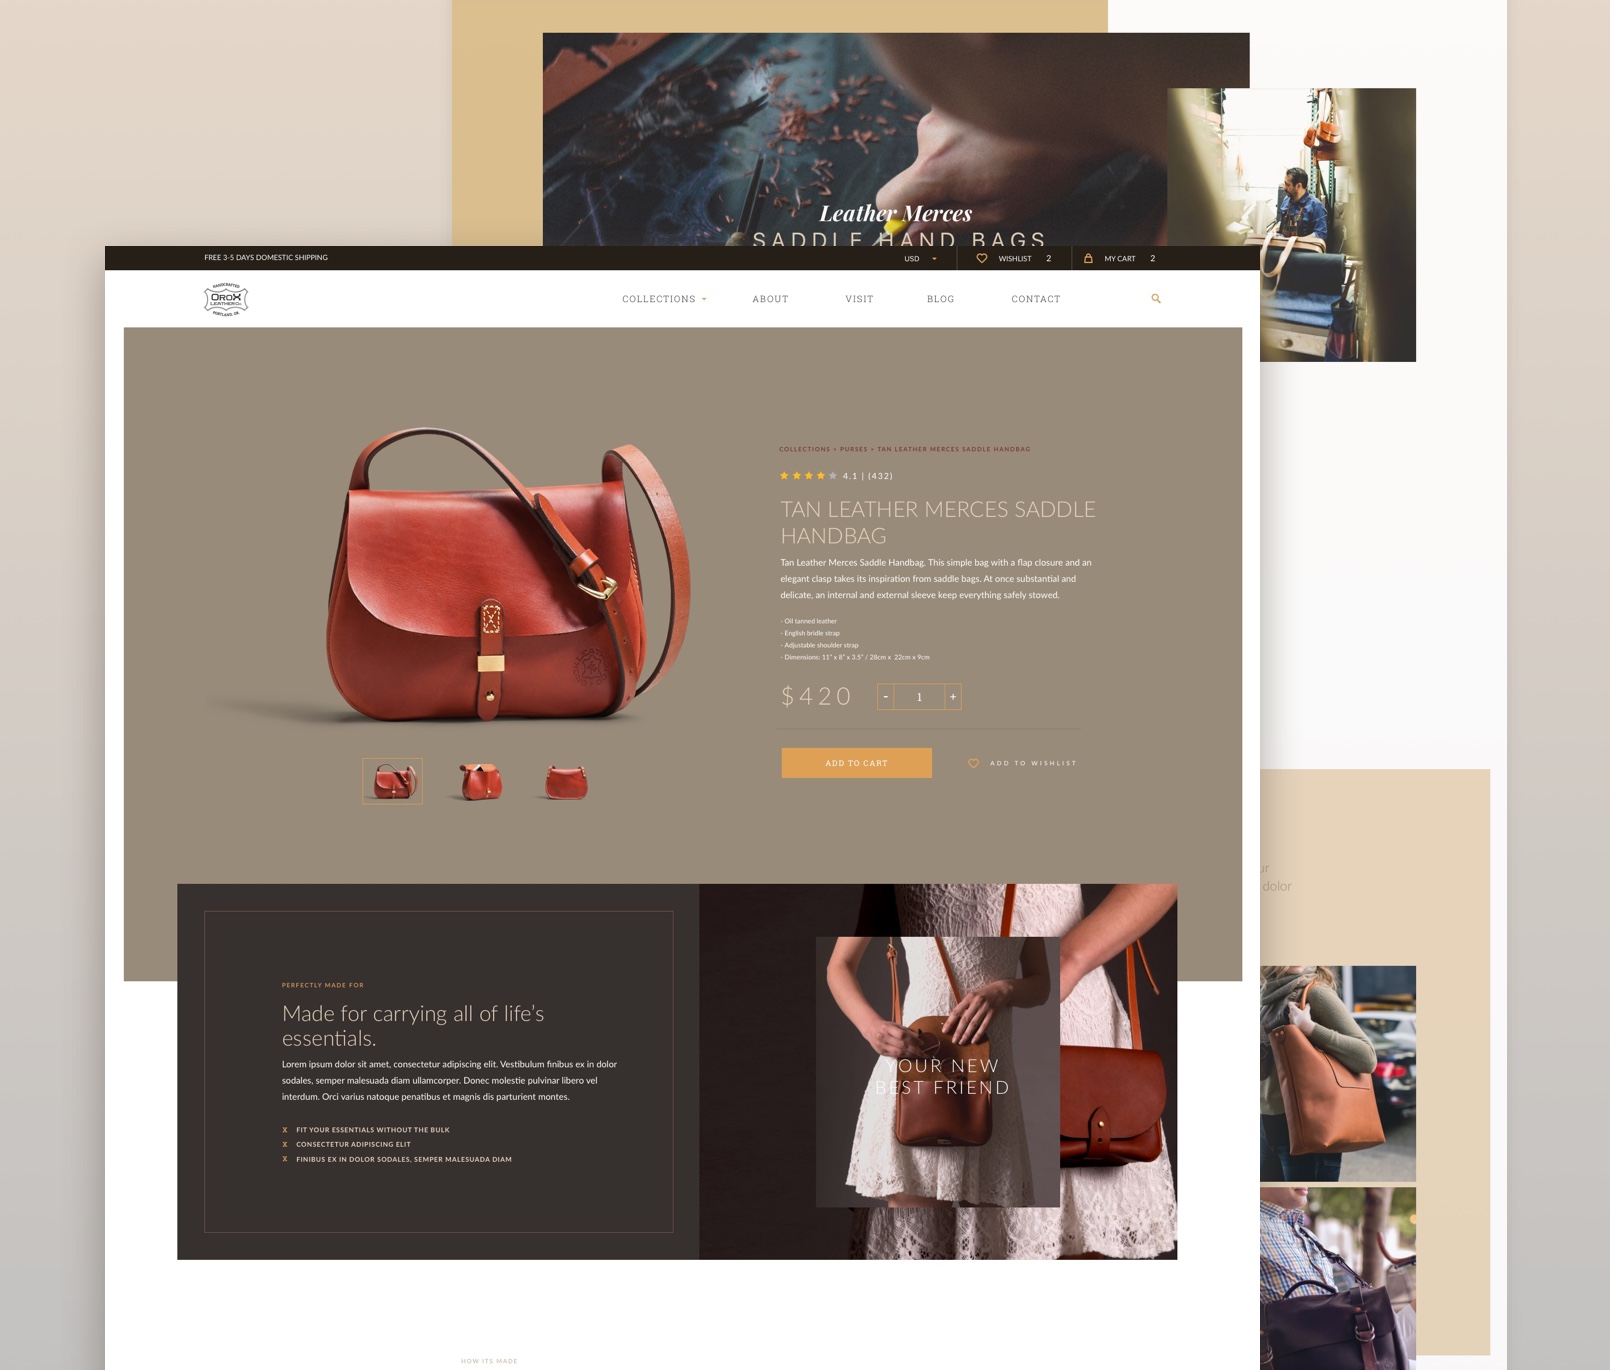 Leather Merces
SADDLE HAND BAGS
FREE 3-5 DAYS DOMESTIC SHIPPING
USD
WISHLIST 2
MY CART 2
HANDCRAFTED
OROX
LEATHER Co.
PORTLAND, OR.
COLLECTIONS
ABOUT
VISIT
BLOG
CONTACT
COLLECTIONS > PURSES > TAN LEATHER MERCES SADDLE HANDBAG
4.1 | (432)
TAN LEATHER MERCES SADDLE
HANDBAG
Tan Leather Merces Saddle Handbag. This simple bag with a flap closure and an
elegant clasp takes its inspiration from saddle bags. At once substantial and
delicate, an internal and external sleeve keep everything safely stowed.
- Oil tanned leather
- English bridle strap
- Adjustable shoulder strap
- Dimensions: 11" x 8" x 3.5" / 28cm x 22cm x 9cm
$420
- 1 +
ADD TO CART
ADD TO WISHLIST
ur
dolor
PERFECTLY MADE FOR
Made for carrying all of life's
essentials.
Lorem ipsum dolor sit amet, consectetur adipiscing elit. Vestibulum finibus ex in dolor
sodales, semper malesuada diam ullamcorper. Donec molestie pulvinar libero vel
interdum. Orci varius natoque penatibus et magnis dis parturient montes.
X FIT YOUR ESSENTIALS WITHOUT THE BULK
X CONSECTETUR ADIPISCING ELIT
X FINIBUS EX IN DOLOR SODALES, SEMPER MALESUADA DIAM
YOUR NEW
BEST FRIEND
HOW ITS MADE